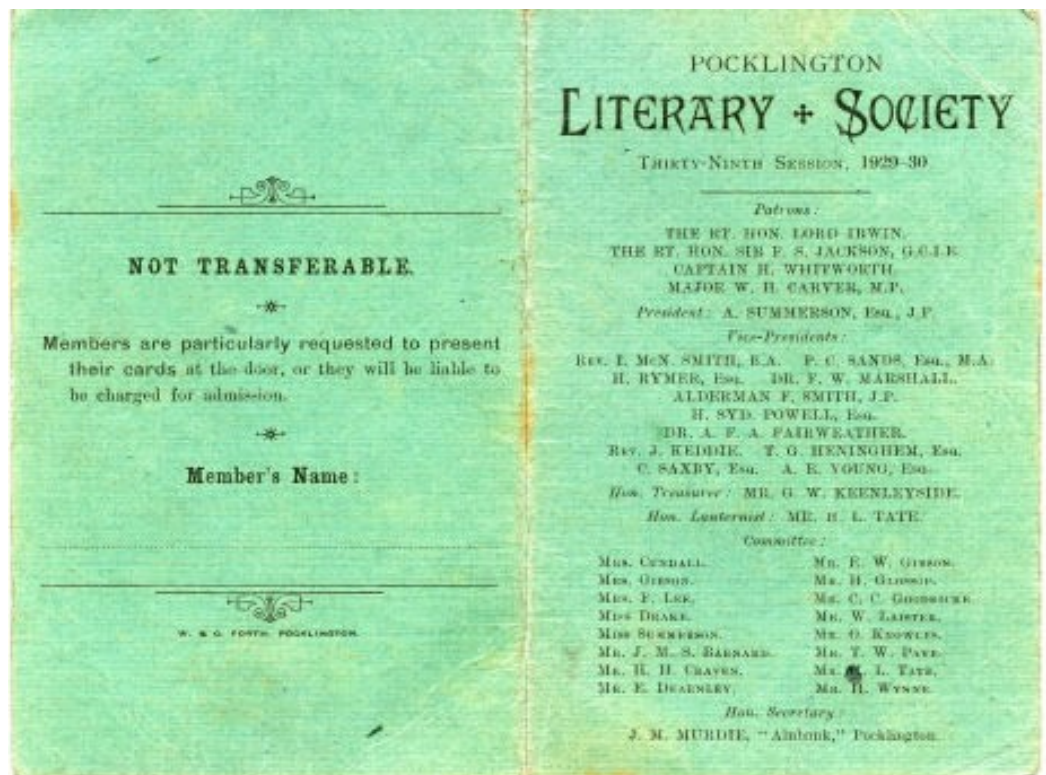 NOT TRANSFERABLE.
Members are particularly requested to present
their cards at the door, or they will be liable to
be charged for admission.
Member's Name:
W. & G. FORTH, POCKLINGTON.
POCKLINGTON
LITERARY + SOCIETY
THIRTY-NINTH SESSION, 1929-30
Patrons:
THE RT. HON. LORD IRWIN.
THE RT. HON. SIR F. S. JACKSON, G.C.I.E.
CAPTAIN H. WHITWORTH.
MAJOR W. H. CARVER, M.P.
President: A. SUMMERSON, Esq., J.P.
Vice-Presidents:
REV. I. McN. SMITH, B.A. P. C. SANDS, Esq., M.A.
H. RYMER, Esq. DR. F. W. MARSHALL.
ALDERMAN F. SMITH, J.P.
H. SYD. POWELL, Esq.
DR. A. F. A. FAIRWEATHER.
REV. J. KEDDIE. T. G. HENINGHEM, Esq.
C. SAXBY, Esq. A. E. YOUNG, Esq.
Hon. Treasurer: MR. G. W. KEENLEYSIDE.
Hon. Lanternist: MR. H. L. TATE.
Committee:
MRS. CUNDALL.
MRS. GIBSON.
MRS. F. LEE.
MISS DRAKE.
MISS SUMMERSON.
MR. J. M. S. BARNARD.
MR. H. H. CRAVEN.
MR. E. DEARNLEY.
MR. E. W. GIBSON.
MR. H. GLOSSOP.
MR. C. C. GOODRICKE
MR. W. LAISTER.
MR. O. KNOWLES.
MR. T. W. PAVE.
MR. L. TATE.
MR. H. WYNNE.
Hon. Secretary:
J. M. MURDIE, "Pocklington.